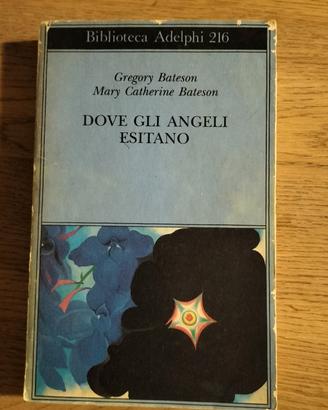 Biblioteca Adelphi 216
Gregory Bateson
Mary Catherine Bateson
DOVE GLI ANGELI
ESITANO